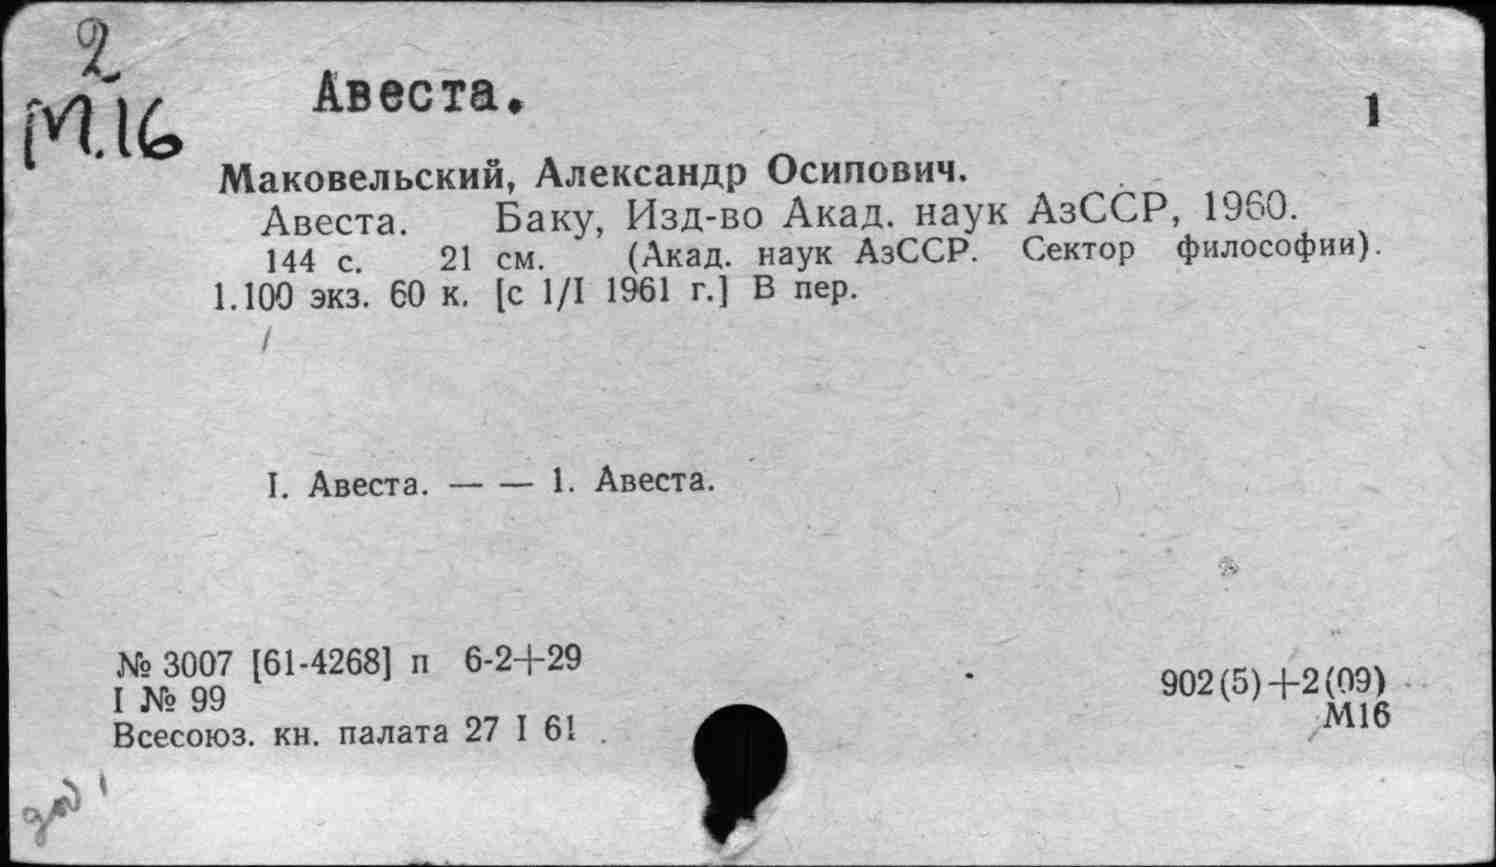 2
М.16
Авеста.
1
Маковельский, Александр Осипович.
Авеста. Баку, Изд-во Акад. наук АзССР, 1960.
144 с. 21 см. (Акад. наук АзССР. Сектор философии).
1.100 экз. 60 к. [с 1/I 1961 г.] В пер.
I. Авеста. — — 1. Авеста.
№ 3007 [61-4268] п 6-2+29
I № 99
Всесоюз. кн. палата 27 I 61
902(5)+2(09)
М16